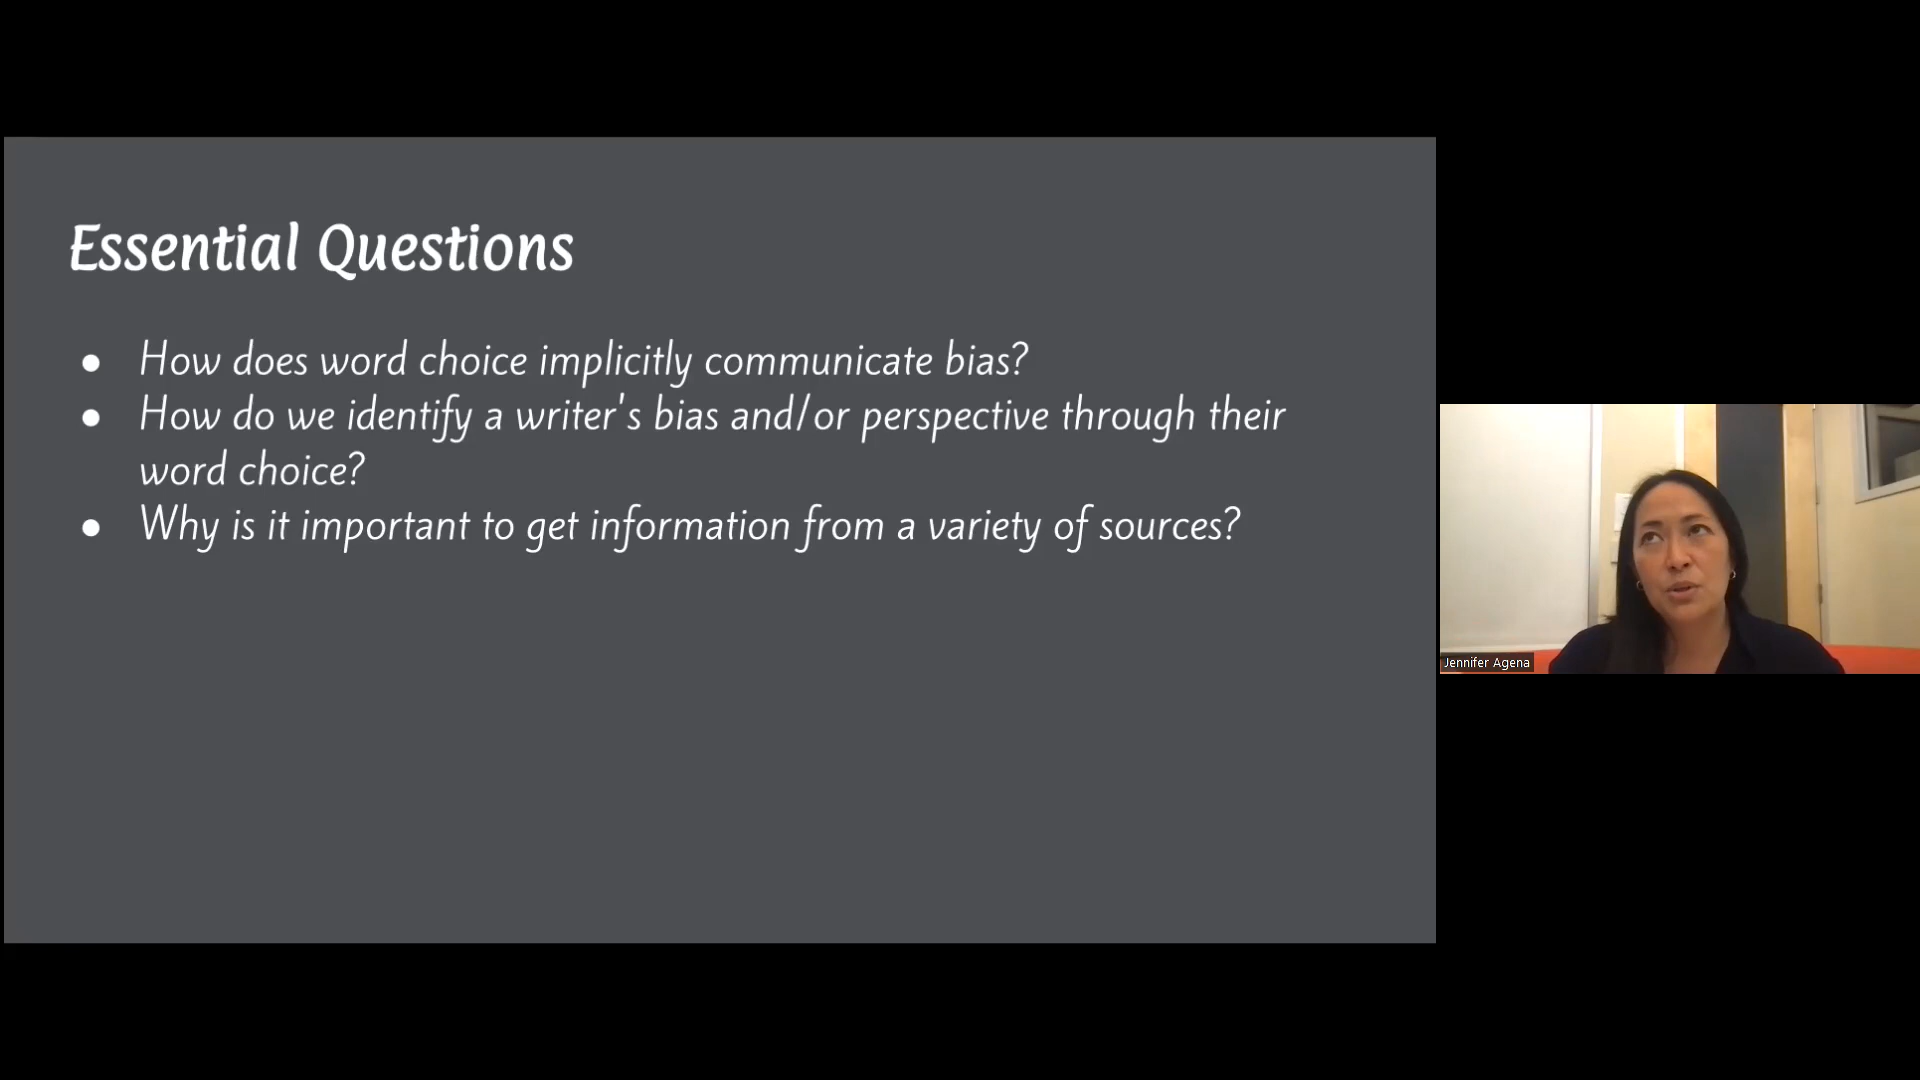 Essential Questions
● How does word choice implicitly communicate bias?
● How do we identify a writer's bias and/or perspective through their
word choice?
● Why is it important to get information from a variety of sources?
Jennifer Agena